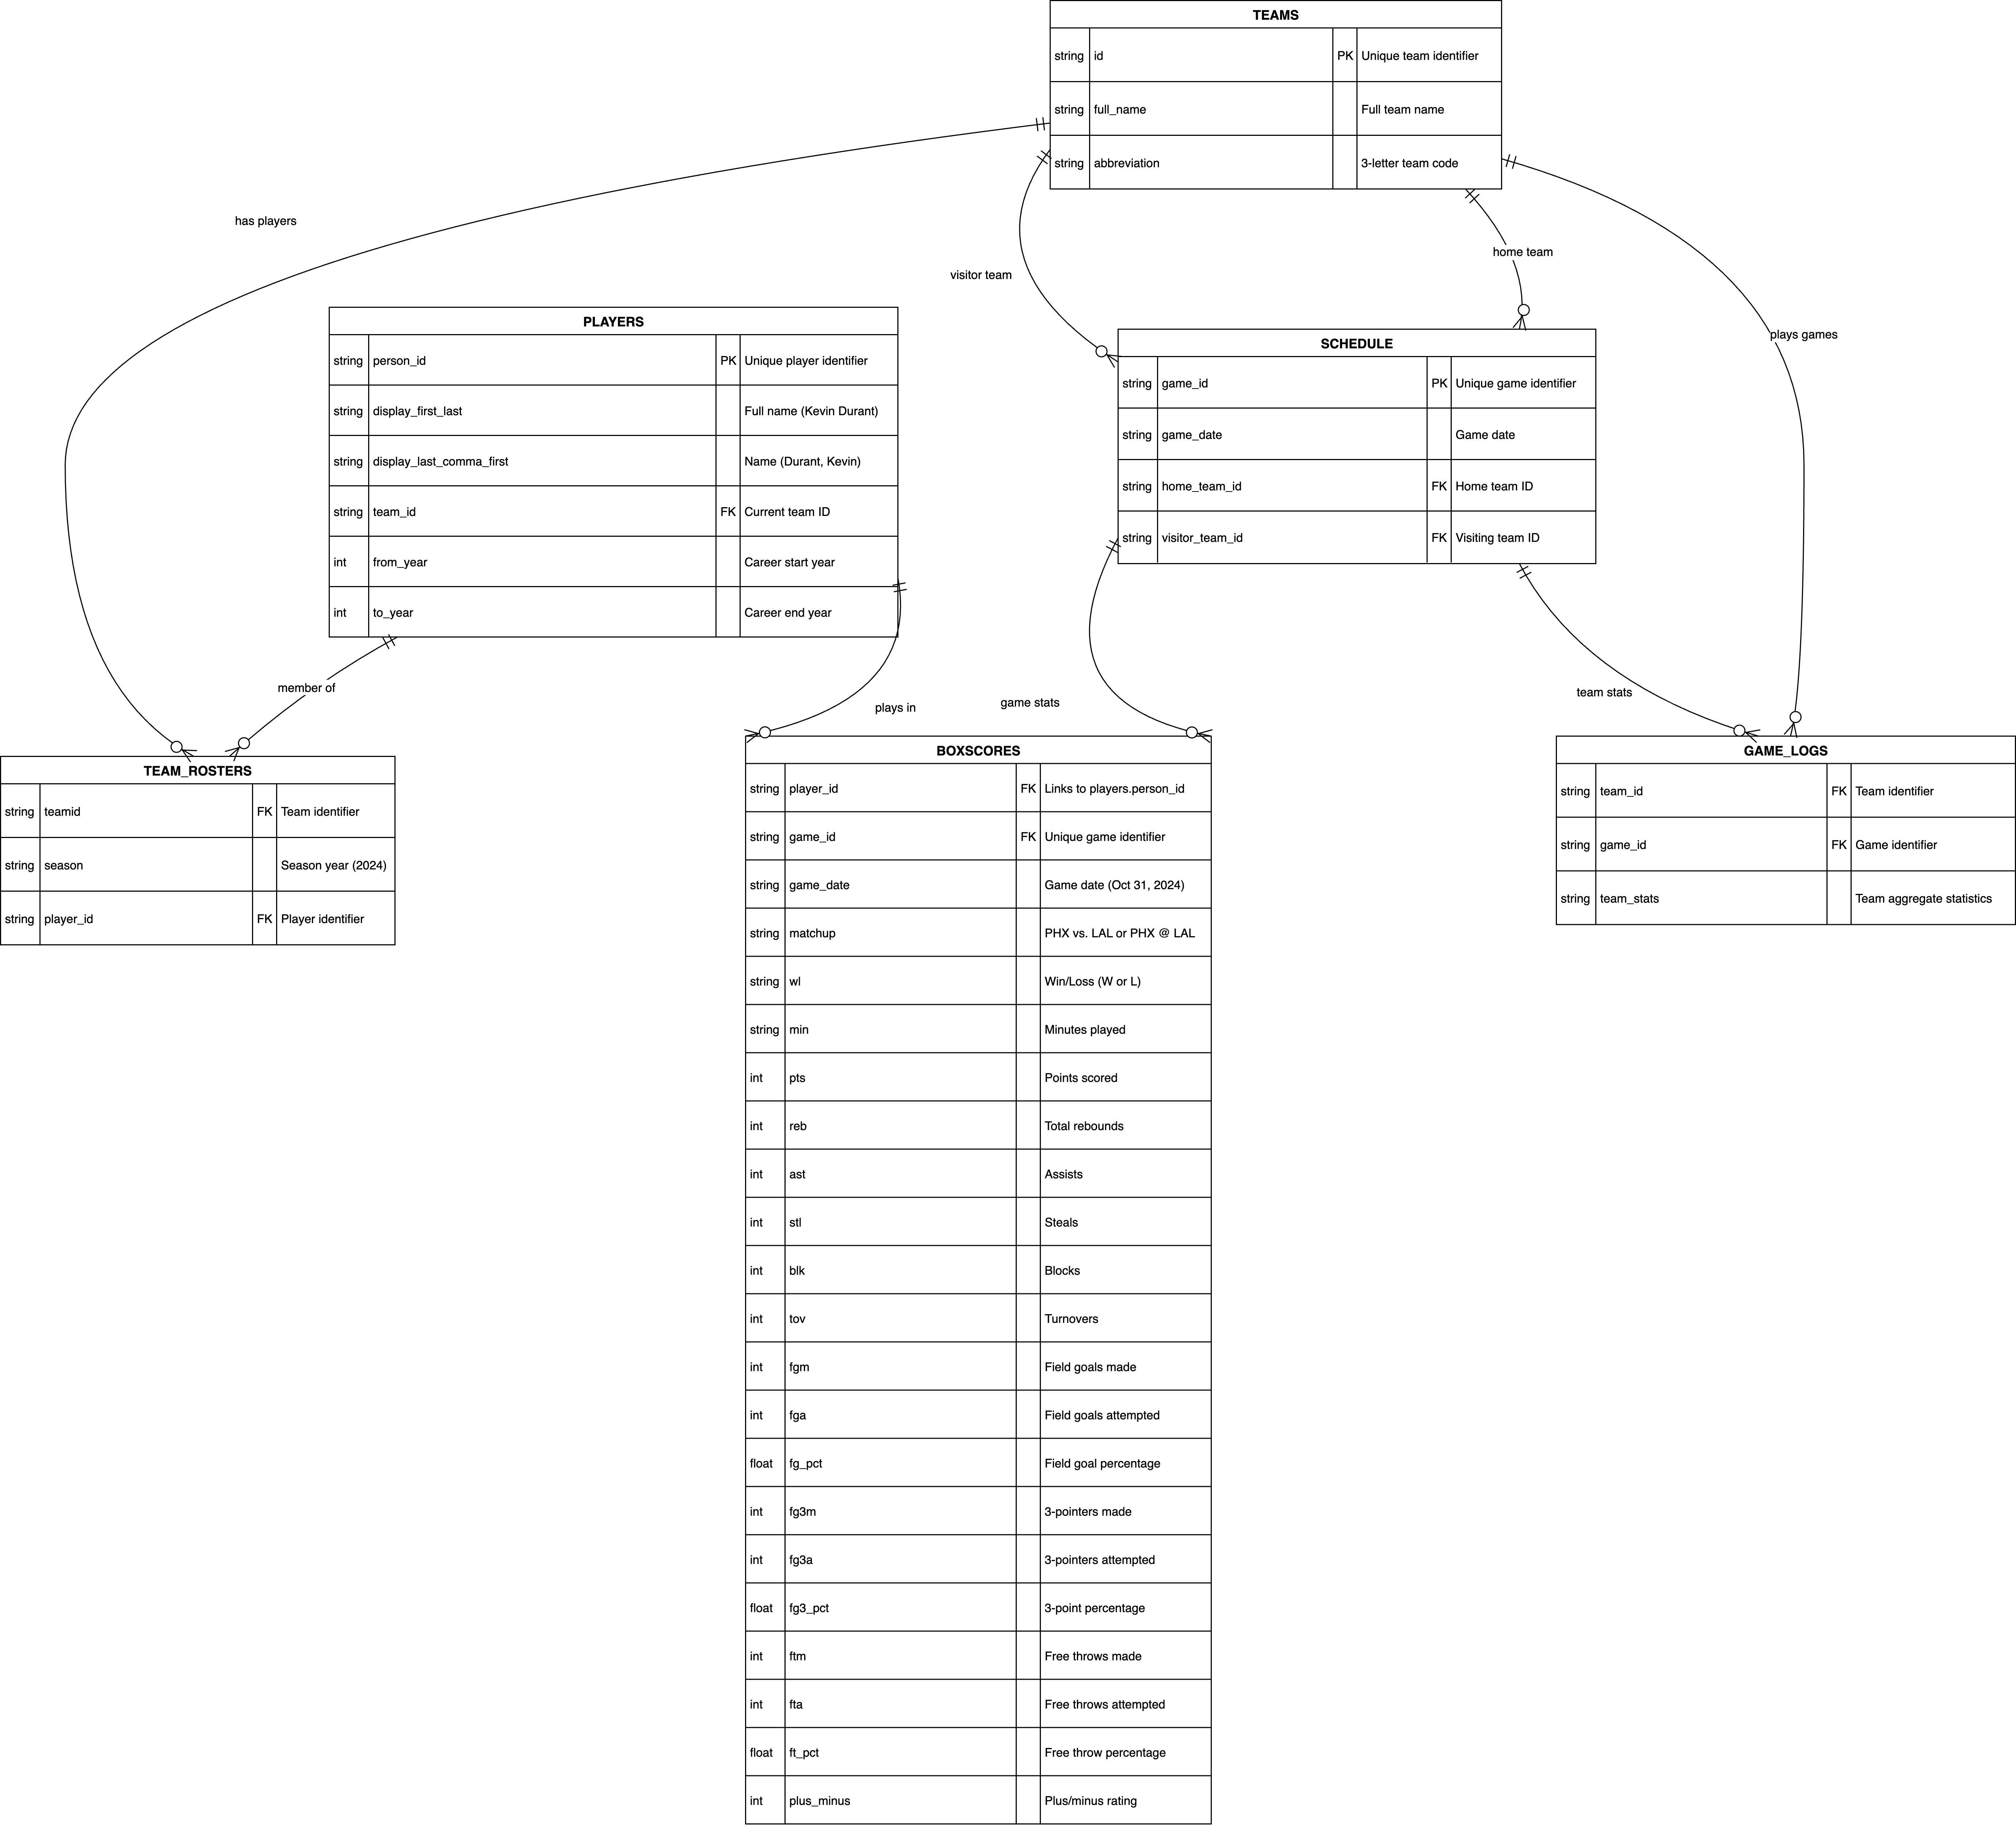 TEAMS
string id PK Unique team identifier
string full_name Full team name
string abbreviation 3-letter team code
has players
visitor team
home team
plays games
PLAYERS
string person_id PK Unique player identifier
string display_first_last Full name (Kevin Durant)
string display_last_comma_first Name (Durant, Kevin)
string team_id FK Current team ID
int from_year Career start year
int to_year Career end year
SCHEDULE
string game_id PK Unique game identifier
string game_date Game date
string home_team_id FK Home team ID
string visitor_team_id FK Visiting team ID
member of
plays in
game stats
team stats
TEAM_ROSTERS
string teamid FK Team identifier
string season Season year (2024)
string player_id FK Player identifier
BOXSCORES
string player_id FK Links to players.person_id
string game_id FK Unique game identifier
string game_date Game date (Oct 31, 2024)
string matchup PHX vs. LAL or PHX @ LAL
string wl Win/Loss (W or L)
string min Minutes played
int pts Points scored
int reb Total rebounds
int ast Assists
int stl Steals
int blk Blocks
int tov Turnovers
int fgm Field goals made
int fga Field goals attempted
float fg_pct Field goal percentage
int fg3m 3-pointers made
int fg3a 3-pointers attempted
float fg3_pct 3-point percentage
int ftm Free throws made
int fta Free throws attempted
float ft_pct Free throw percentage
int plus_minus Plus/minus rating
GAME_LOGS
string team_id FK Team identifier
string game_id FK Game identifier
string team_stats Team aggregate statistics